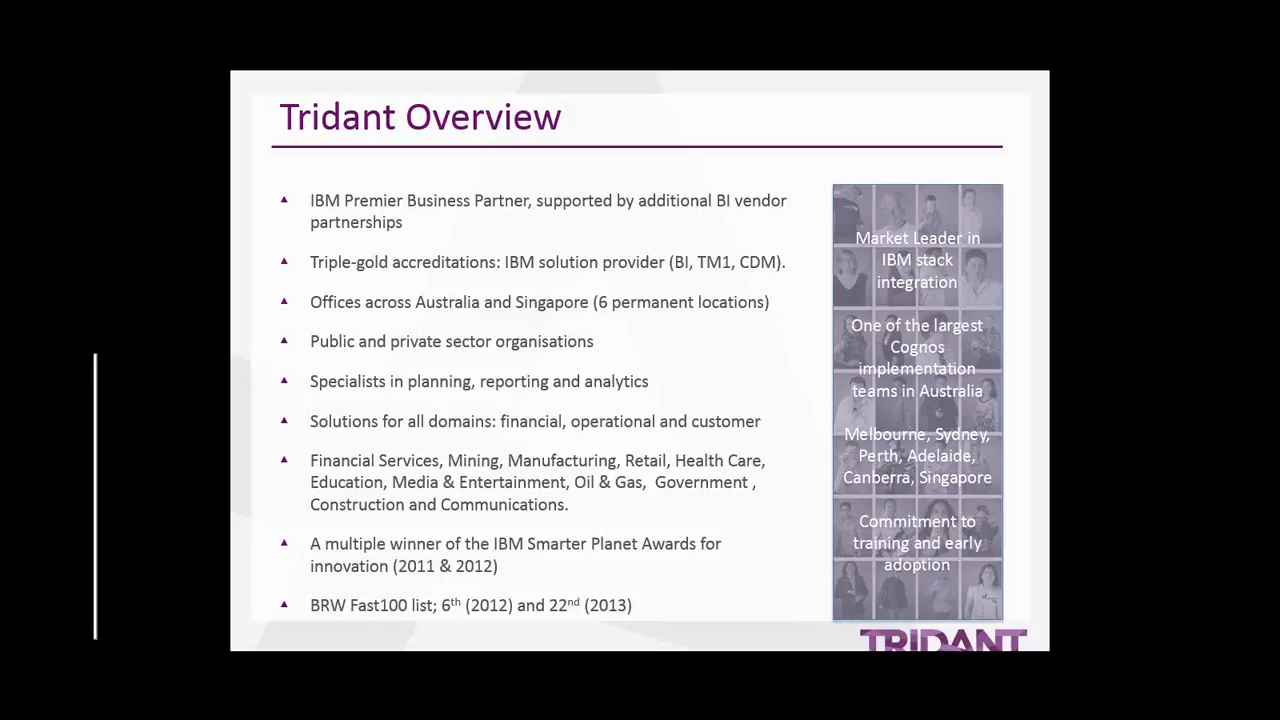 Tridant Overview
IBM Premier Business Partner, supported by additional BI vendor
partnerships
Triple-gold accreditations: IBM solution provider (BI, TM1, CDM).
Offices across Australia and Singapore (6 permanent locations)
Public and private sector organisations
Specialists in planning, reporting and analytics
Solutions for all domains: financial, operational and customer
Financial Services, Mining, Manufacturing, Retail, Health Care,
Education, Media & Entertainment, Oil & Gas,  Government ,
Construction and Communications.
A multiple winner of the IBM Smarter Planet Awards for
innovation (2011 & 2012)
BRW Fast100 list; 6th (2012) and 22nd (2013)
Market Leader in
IBM stack
integration
One of the largest
Cognos
implementation
teams in Australia
Melbourne, Sydney,
Perth, Adelaide,
Canberra, Singapore
Commitment to
training and early
adoption
TRIDANT